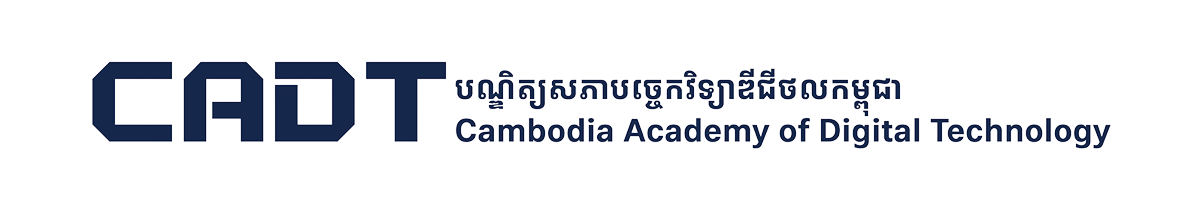 CADT
បណ្ឌិត្យសភាបច្ចេកវិទ្យាឌីជីថលកម្ពុជា
Cambodia Academy of Digital Technology